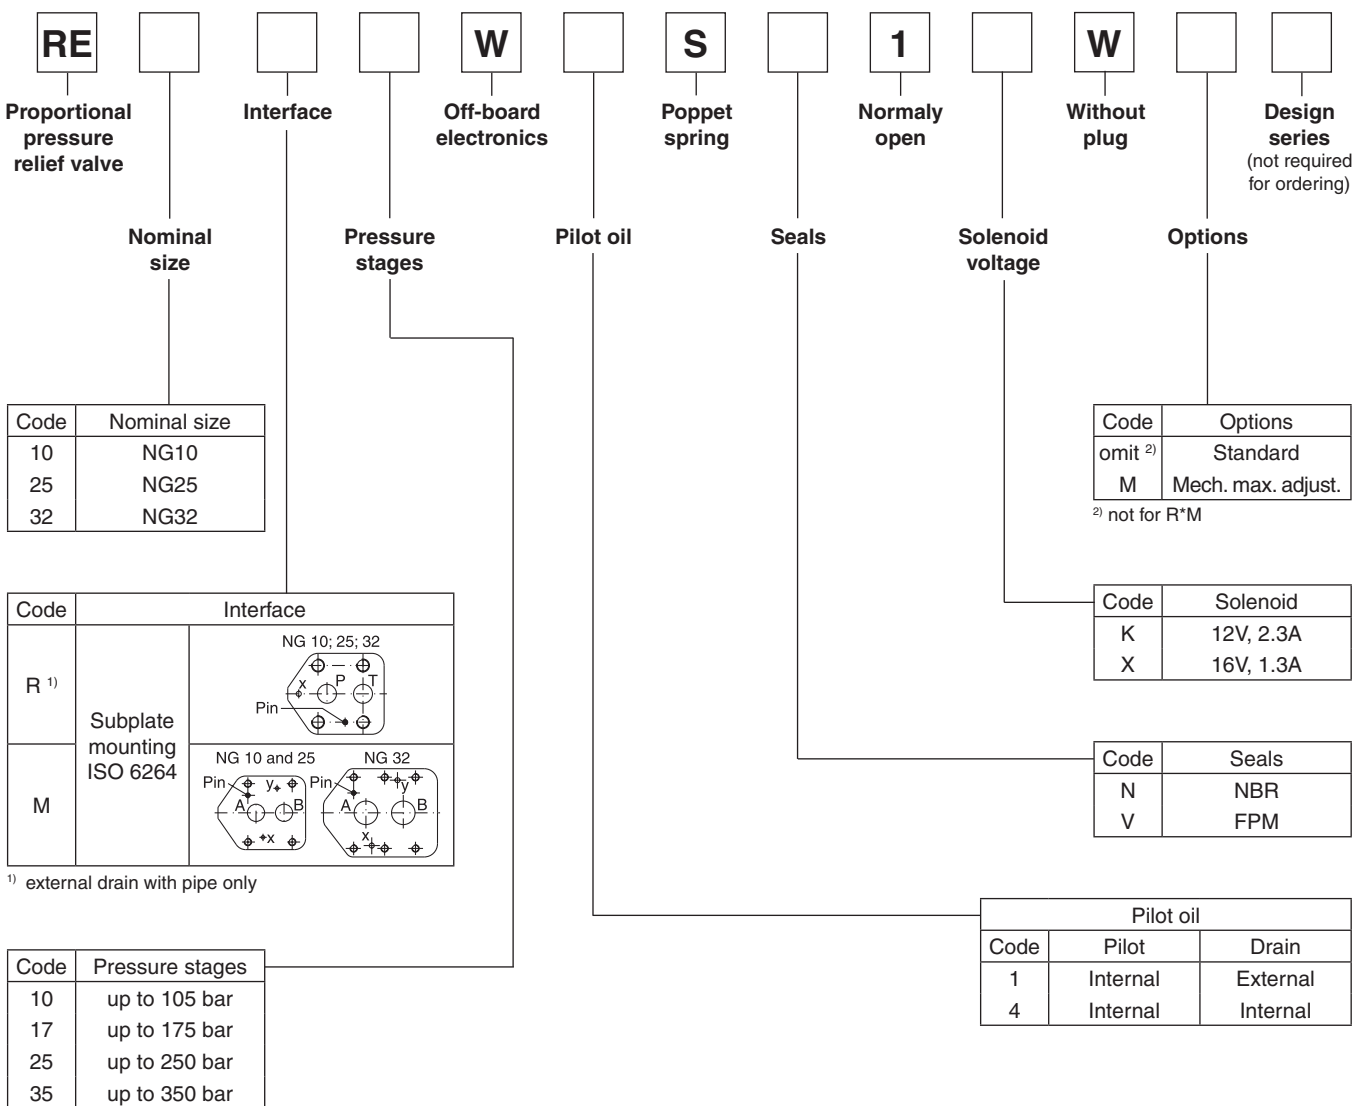 RE W S 1 W
Proportional
pressure
relief valve
Interface
Off-board
electronics
Poppet
spring
Normaly
open
Without
plug
Design
series
(not required
for ordering)
Nominal
size
Pressure
stages
Pilot oil
Seals
Solenoid
voltage
Options
Code Nominal size
10 NG10
25 NG25
32 NG32
Code Options
omit 2) Standard
M Mech. max. adjust.
2) not for R*M
Code Interface
R 1)
Subplate
mounting
ISO 6264
NG 10; 25; 32
x P T
Pin
M
NG 10 and 25 NG 32
Pin y Pin y
A B A B
x x
1) external drain with pipe only
Code Solenoid
K 12V, 2.3A
X 16V, 1.3A
Code Seals
N NBR
V FPM
Pilot oil
Code Pilot Drain
1 Internal External
4 Internal Internal
Code Pressure stages
10 up to 105 bar
17 up to 175 bar
25 up to 250 bar
35 up to 350 bar